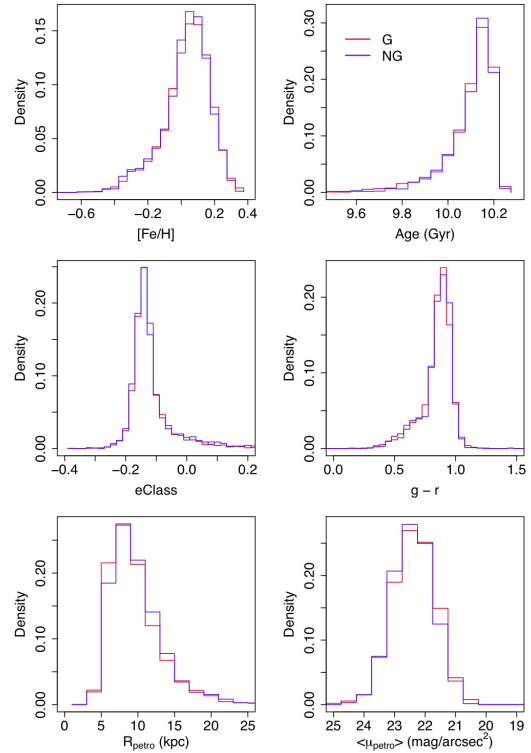 0.00 0.05 0.10 0.15
Density
−0.6 −0.2 0.2 0.4
[Fe/H]
0.00 0.10 0.20 0.30
Density
G
NG
9.6 9.8 10.0 10.2
Age (Gyr)
0.00 0.10 0.20
Density
−0.4 −0.2 0.0 0.2
eClass
0.00 0.10 0.20
Density
0.0 0.5 1.0 1.5
g − r
0.00 0.10 0.20
Density
0 5 10 15 20 25
R_petro (kpc)
0.00 0.10 0.20
Density
25 24 23 22 21 20 19
<μ_petro> (mag/arcsec²)